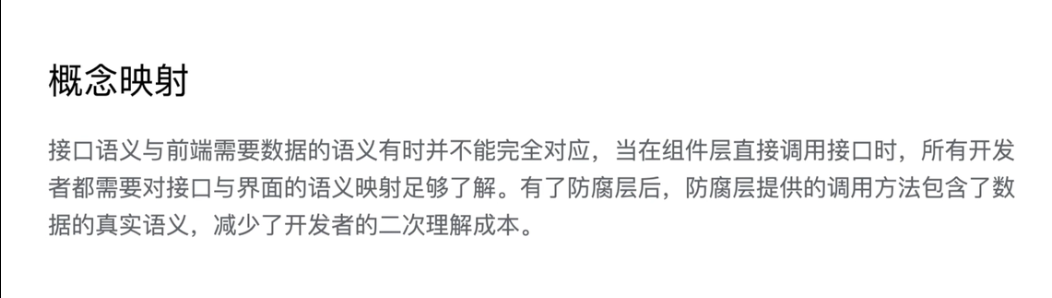 概念映射
接口语义与前端需要数据的语义有时并不能完全对应，当在组件层直接调用接口时，所有开发
者都需要对接口与界面的语义映射足够了解。有了防腐层后，防腐层提供的调用方法包含了数
据的真实语义，减少了开发者的二次理解成本。